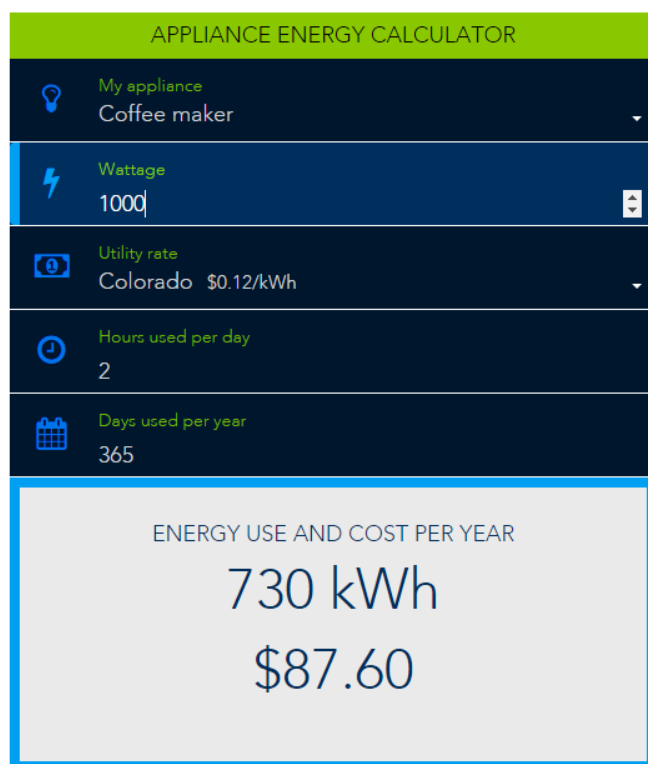 APPLIANCE ENERGY CALCULATOR
My appliance
Coffee maker
Wattage
1000
Utility rate
Colorado $0.12/kWh
Hours used per day
2
Days used per year
365
ENERGY USE AND COST PER YEAR
730 kWh
$87.60